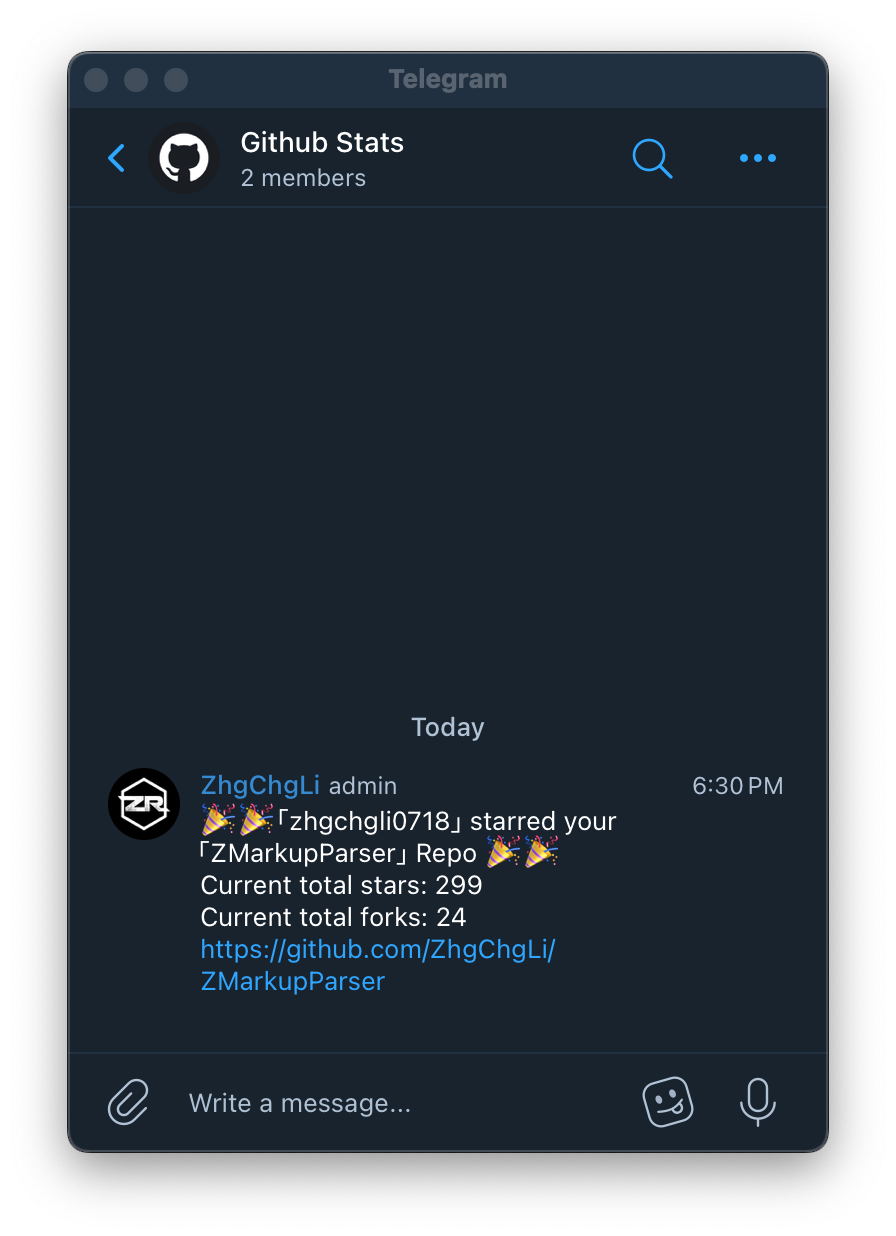 Telegram
Github Stats
2 members
Today
ZhgChgLi admin 6:30 PM
🎉🎉「zhgchgli0718」 starred your
「ZMarkupParser」 Repo 🎉🎉
Current total stars: 299
Current total forks: 24
https://github.com/ZhgChgLi/
ZMarkupParser
Write a message...
ZR